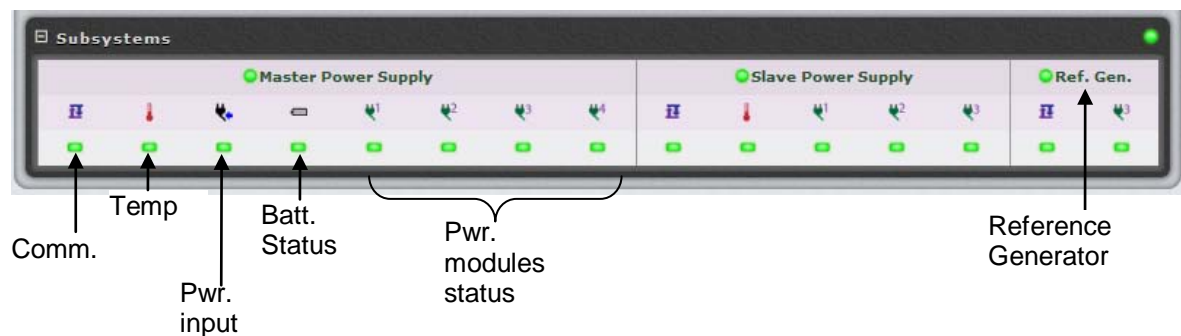 Subsystems
Master Power Supply Slave Power Supply Ref. Gen.
1 2 3 4 1 2 3 3
Comm.
Temp
Pwr.
input
Batt.
Status
Pwr.
modules
status
Reference
Generator